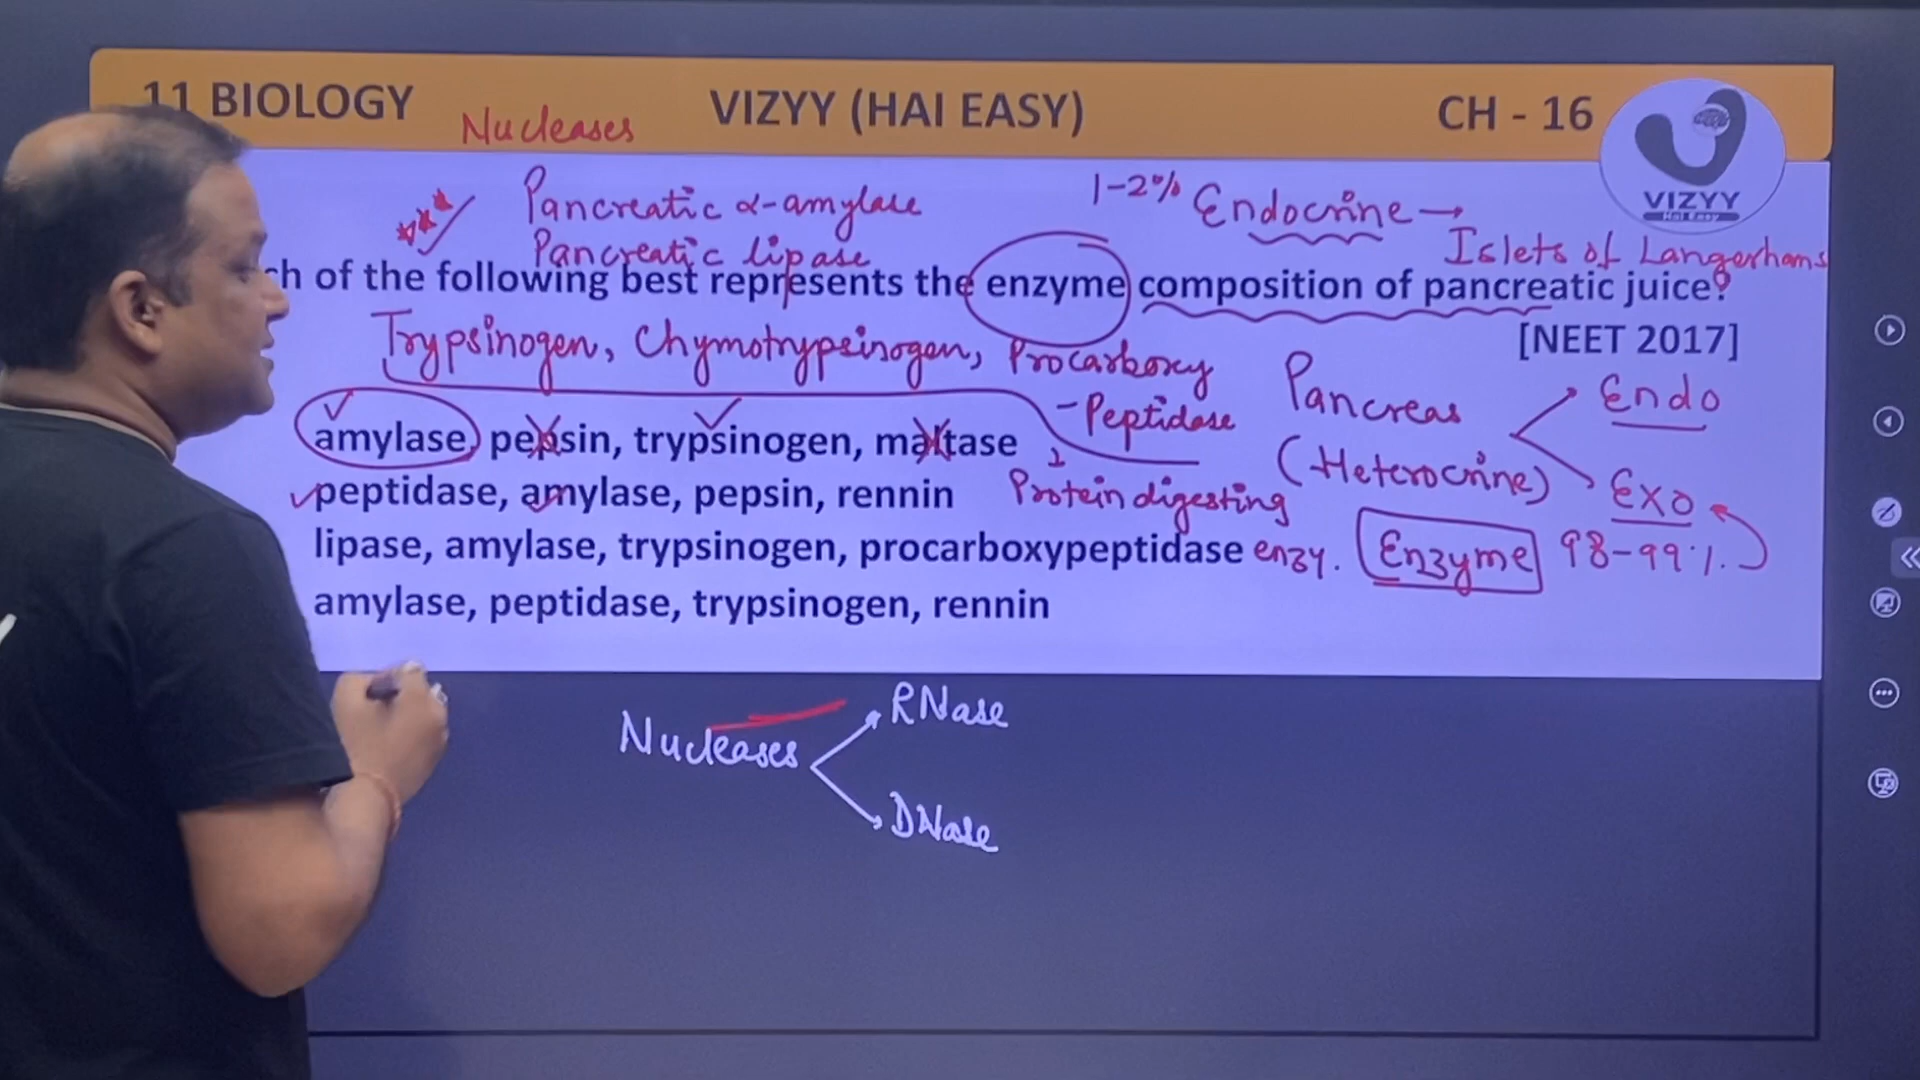 11 BIOLOGY
VIZYY (HAI EASY)
CH - 16
VIZYY
Hai Easy
Nucleases
Pancreatic α-amylase
Pancreatic lipase
1-2% Endocrine →
Islets of Langerhans
ch of the following best represents the enzyme composition of pancreatic juice?
[NEET 2017]
Trypsinogen, Chymotrypsinogen, Procarboxy
-Peptidase
Pancreas
(Heterocrine)
Endo
Exo
amylase, pepsin, trypsinogen, maltase
peptidase, amylase, pepsin, rennin
Protein digesting
enzy.
lipase, amylase, trypsinogen, procarboxypeptidase
Enzyme 98-99%.
amylase, peptidase, trypsinogen, rennin
Nucleases
RNase
DNase